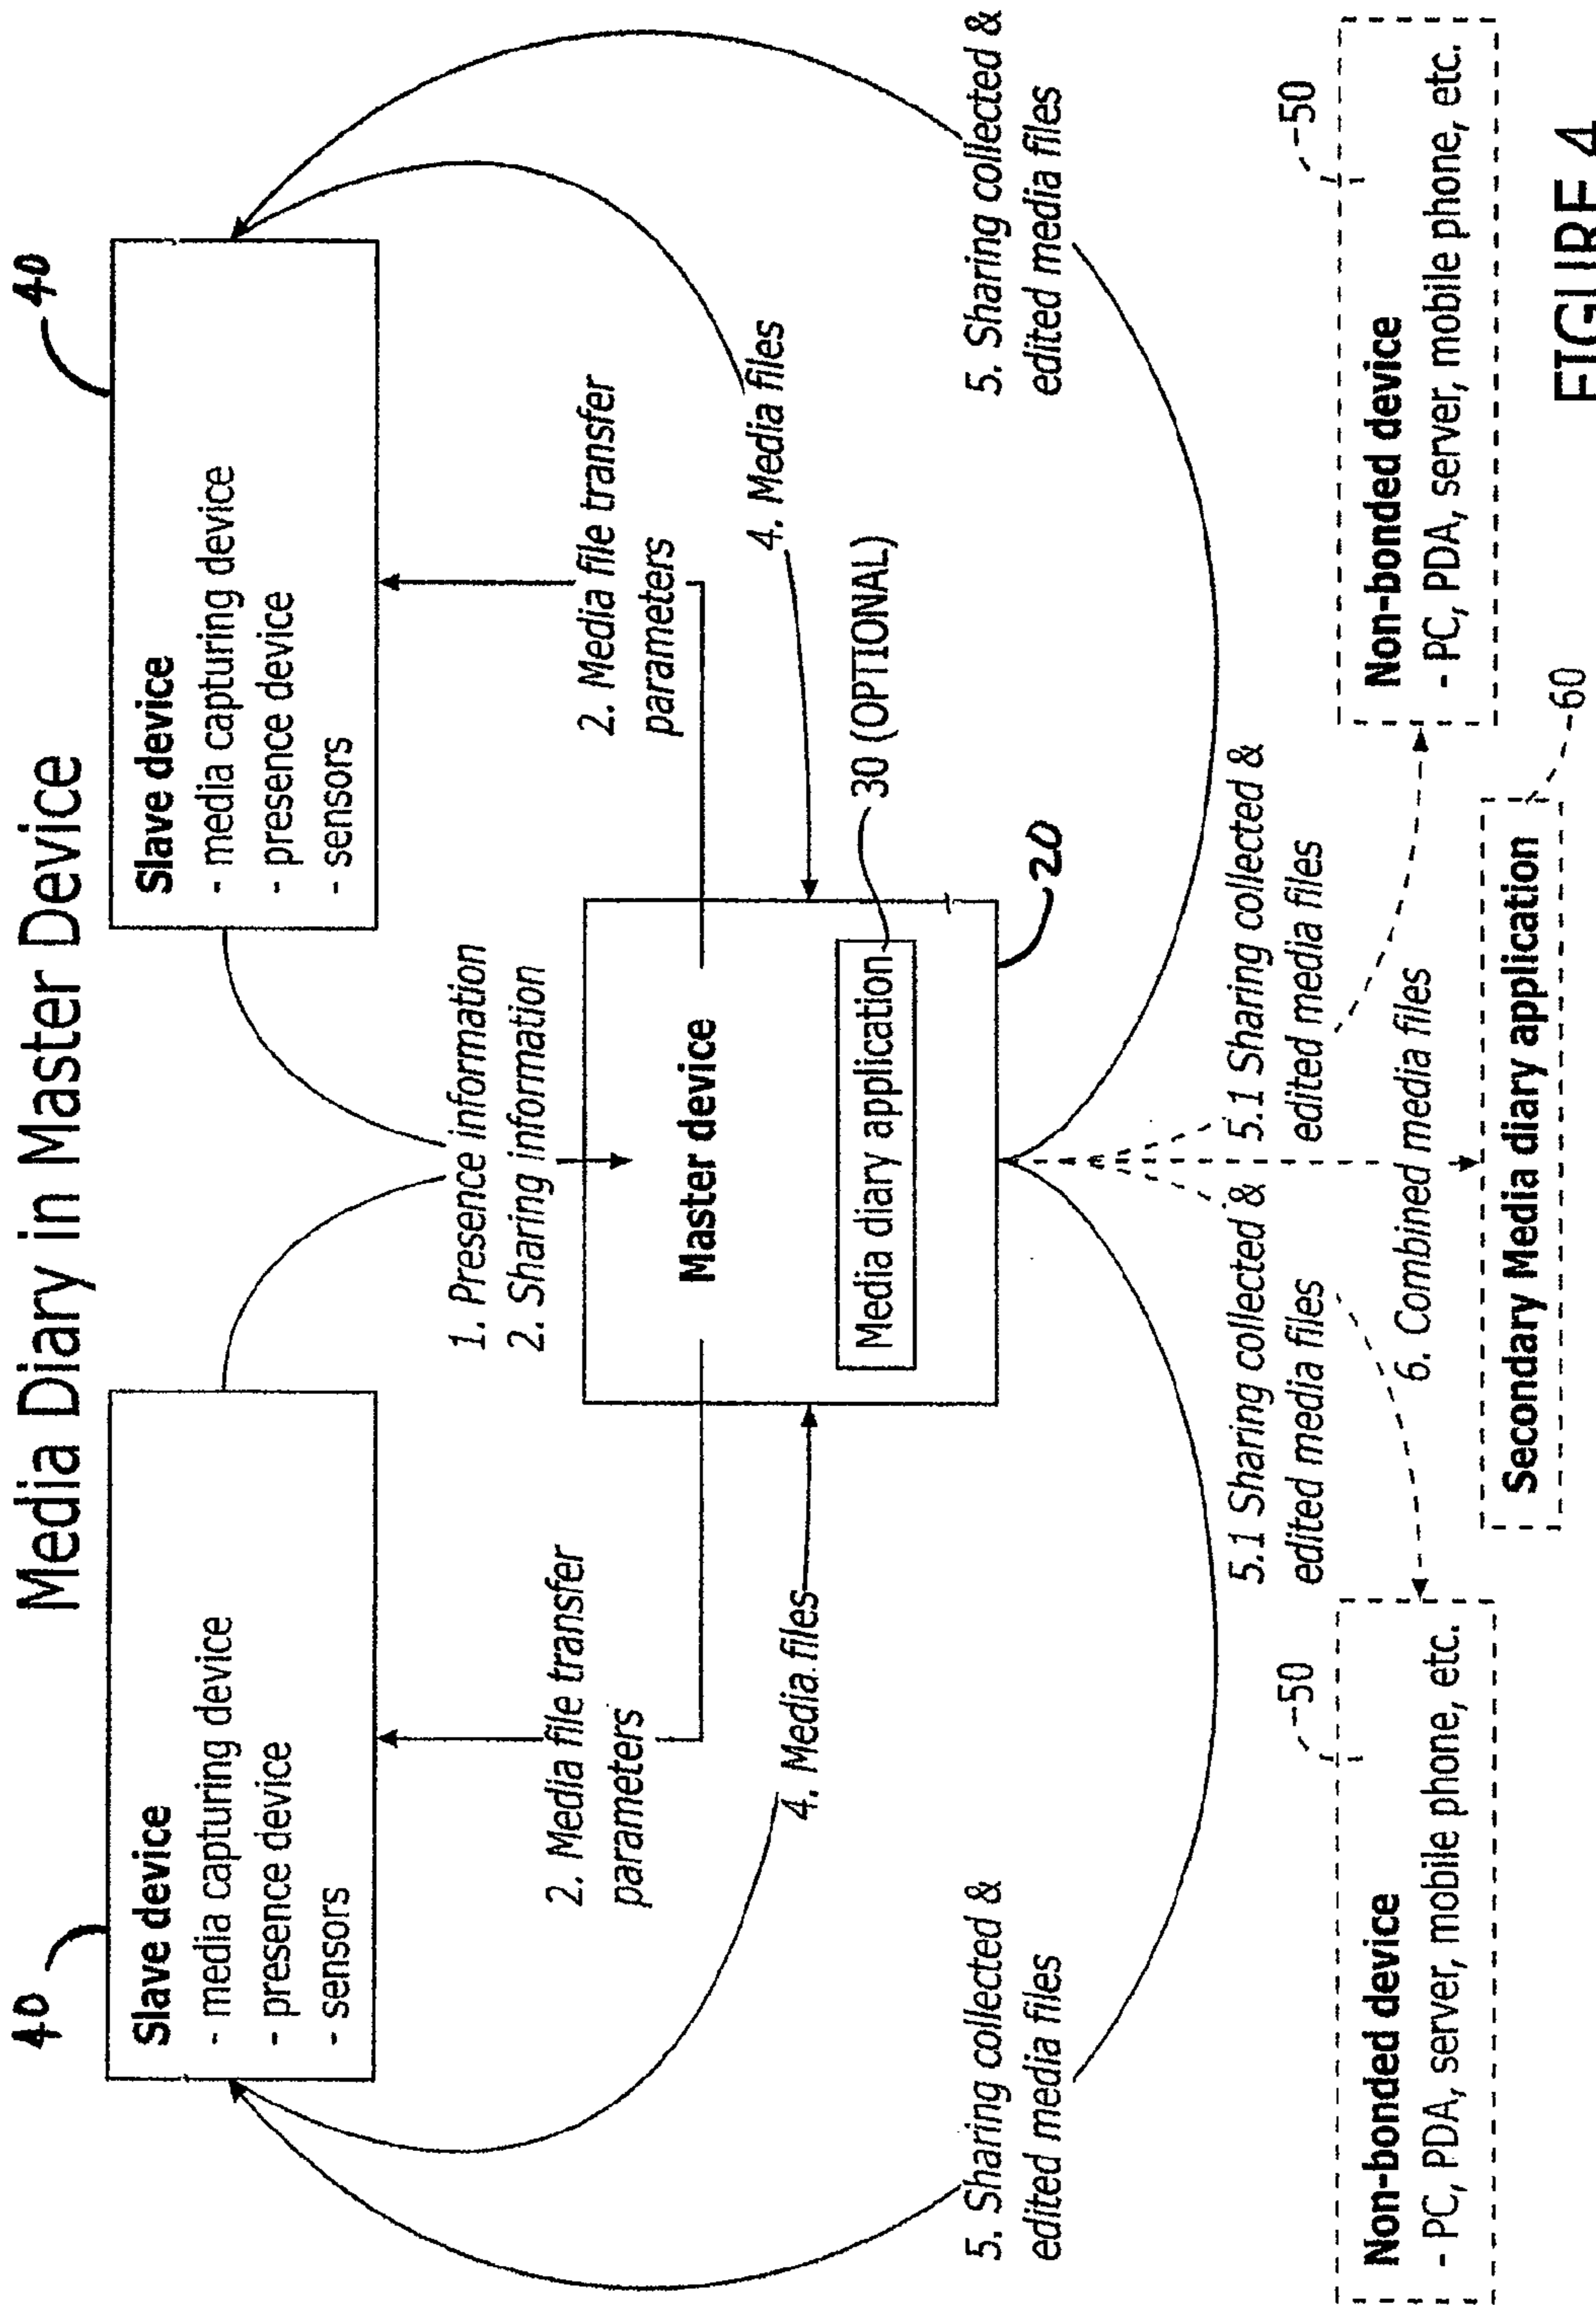 Media Diary in Master Device
40
Slave device
- media capturing device
- presence device
- sensors
40
Slave device
- media capturing device
- presence device
- sensors
1. Presence information
2. Sharing information
2. Media file transfer
parameters
2. Media file transfer
parameters
4. Media files
4. Media files
Master device
Media diary application
30 (OPTIONAL)
20
5. Sharing collected &
edited media files
5. Sharing collected &
edited media files
5.1 Sharing collected &
edited media files
5.1 Sharing collected &
edited media files
6. Combined media files
50
Non-bonded device
- PC, PDA, server, mobile phone, etc.
50
Non-bonded device
- PC, PDA, server, mobile phone, etc.
Secondary Media diary application
60
FIGURE 4